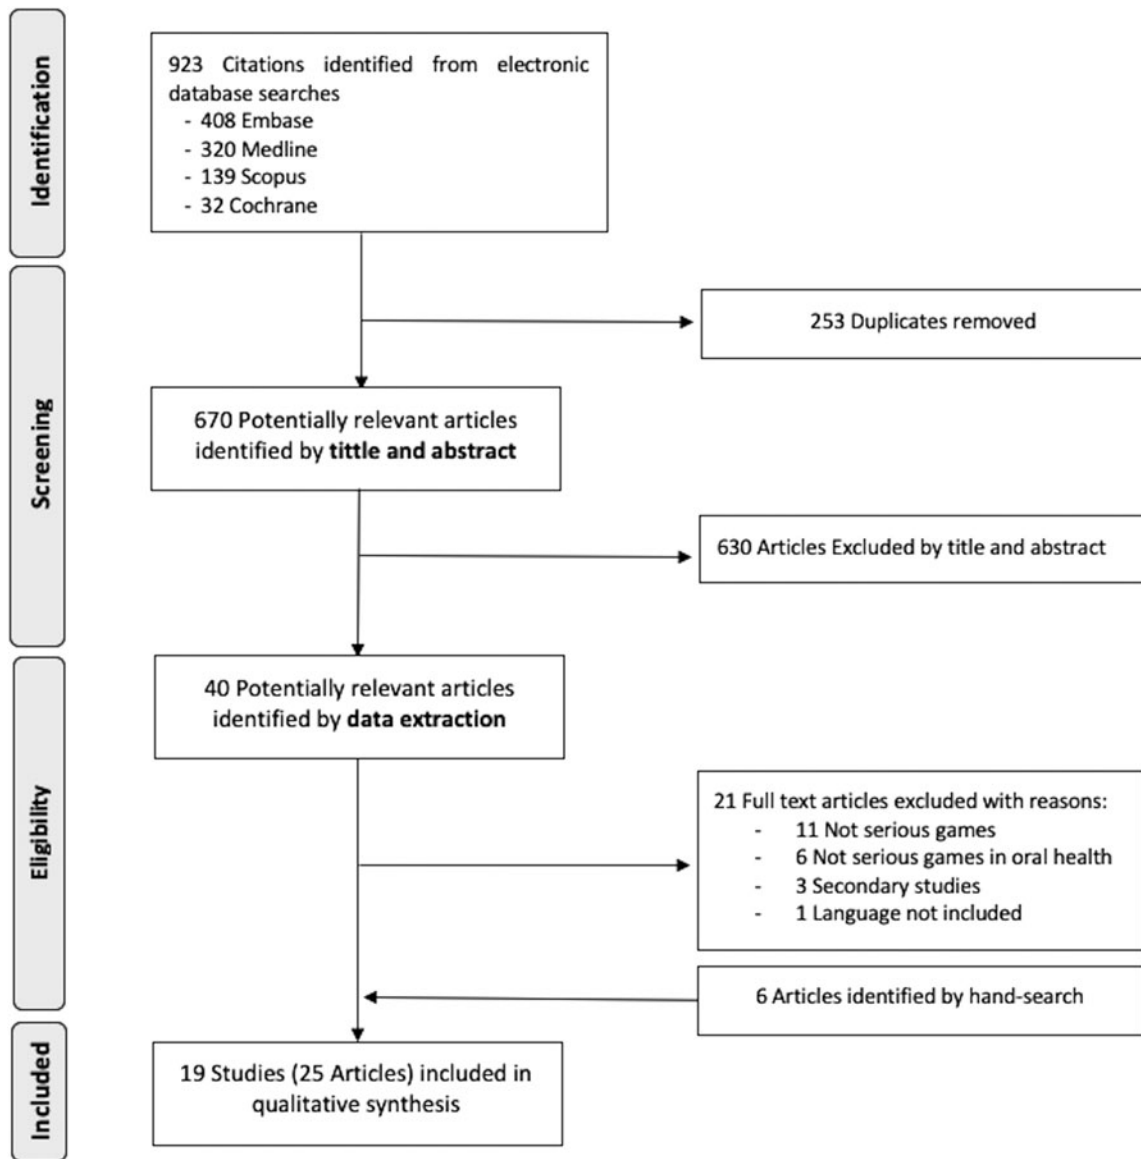 Identification
923 Citations identified from electronic
database searches
- 408 Embase
- 320 Medline
- 139 Scopus
- 32 Cochrane
Screening
253 Duplicates removed
670 Potentially relevant articles
identified by tittle and abstract
630 Articles Excluded by title and abstract
Eligibility
40 Potentially relevant articles
identified by data extraction
21 Full text articles excluded with reasons:
- 11 Not serious games
- 6 Not serious games in oral health
- 3 Secondary studies
- 1 Language not included
6 Articles identified by hand-search
Included
19 Studies (25 Articles) included in
qualitative synthesis